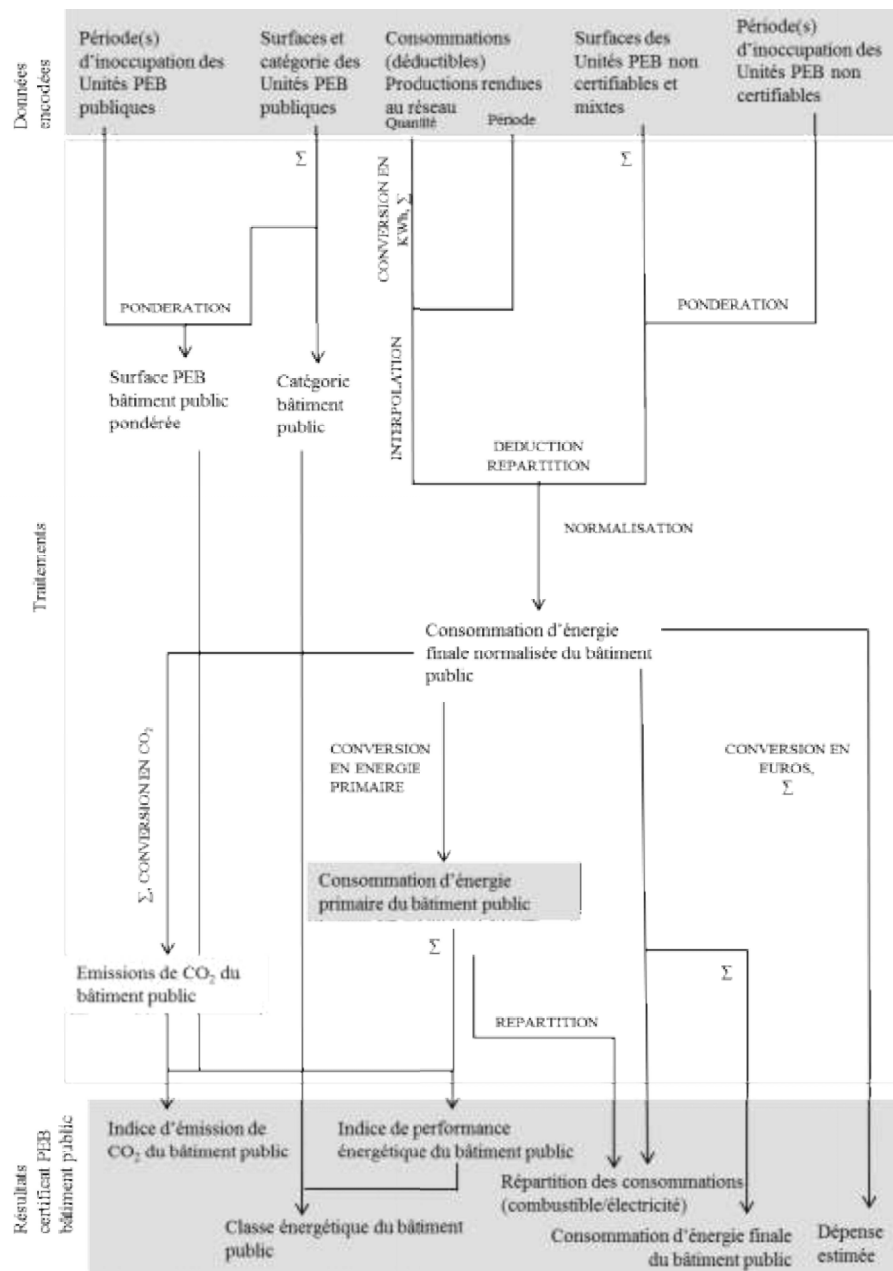 Données
encodées
Période(s)
d'inoccupation des
Unités PEB
publiques
Surfaces et
catégorie des
Unités PEB
publiques
Consommations
(déductibles)
Productions rendues
au réseau
Quantité
Période
Surfaces des
Unités PEB non
certifiables et
mixtes
Période(s)
d'inoccupation des
Unités PEB non
certifiables
Traitements
Σ
CONVERSION EN
KWh, Σ
Σ
PONDERATION
PONDERATION
Surface PEB
bâtiment public
pondérée
Catégorie
bâtiment
public
INTERPOLATION
DEDUCTION
REPARTITION
NORMALISATION
Consommation d'énergie
finale normalisée du bâtiment
public
Σ, CONVERSION EN CO₂
CONVERSION
EN ENERGIE
PRIMAIRE
CONVERSION EN
EUROS,
Σ
Consommation d'énergie
primaire du bâtiment public
Σ
Σ
Emissions de CO₂ du
bâtiment public
REPARTITION
Résultats
certificat PEB
bâtiment public
Indice d'émission de
CO₂ du bâtiment public
Indice de performance
énergétique du bâtiment public
Répartition des consommations
(combustible/électricité)
Classe énergétique du bâtiment
public
Consommation d'énergie finale
du bâtiment public
Dépense
estimée